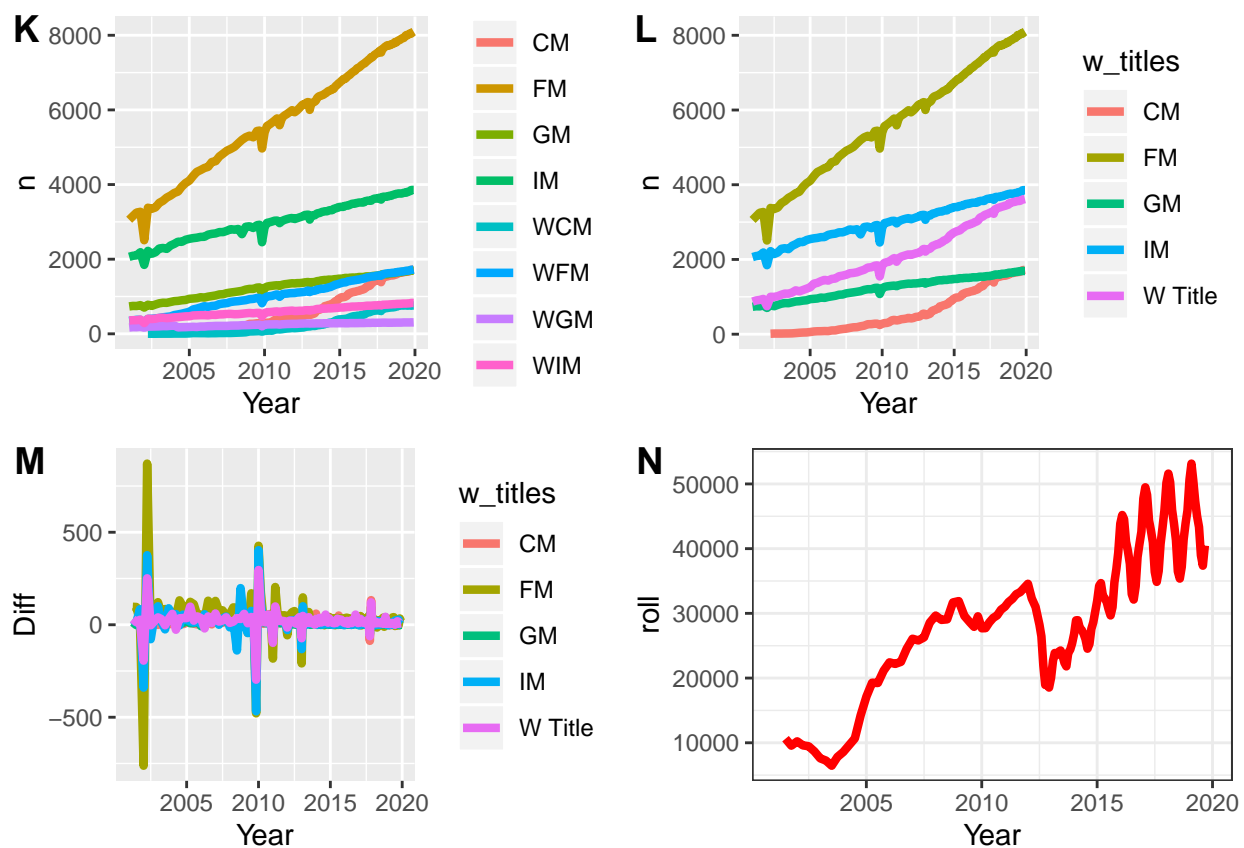 K
n
8000
6000
4000
2000
0
2005 2010 2015 2020
Year
CM
FM
GM
IM
WCM
WFM
WGM
WIM
L
n
8000
6000
4000
2000
0
2005 2010 2015 2020
Year
w_titles
CM
FM
GM
IM
W Title
M
Diff
500
0
−500
2005 2010 2015 2020
Year
w_titles
CM
FM
GM
IM
W Title
N
roll
50000
40000
30000
20000
10000
2005 2010 2015 2020
Year